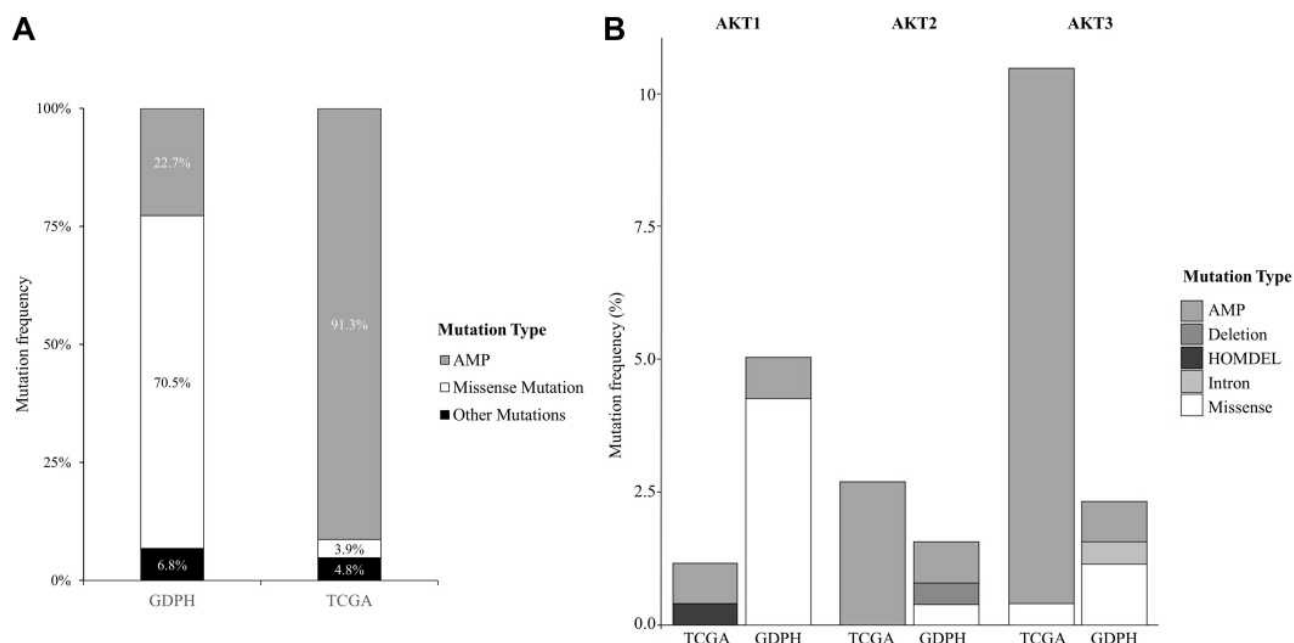 A
Mutation frequency
100%
75%
50%
25%
0%
22.7%
70.5%
6.8%
91.3%
3.9%
4.8%
GDPH
TCGA
Mutation Type
AMP
Missense Mutation
Other Mutations
B
AKT1
AKT2
AKT3
Mutation frequency (%)
10
7.5
5.0
2.5
0.0
TCGA
GDPH
TCGA
GDPH
TCGA
GDPH
Mutation Type
AMP
Deletion
HOMDEL
Intron
Missense